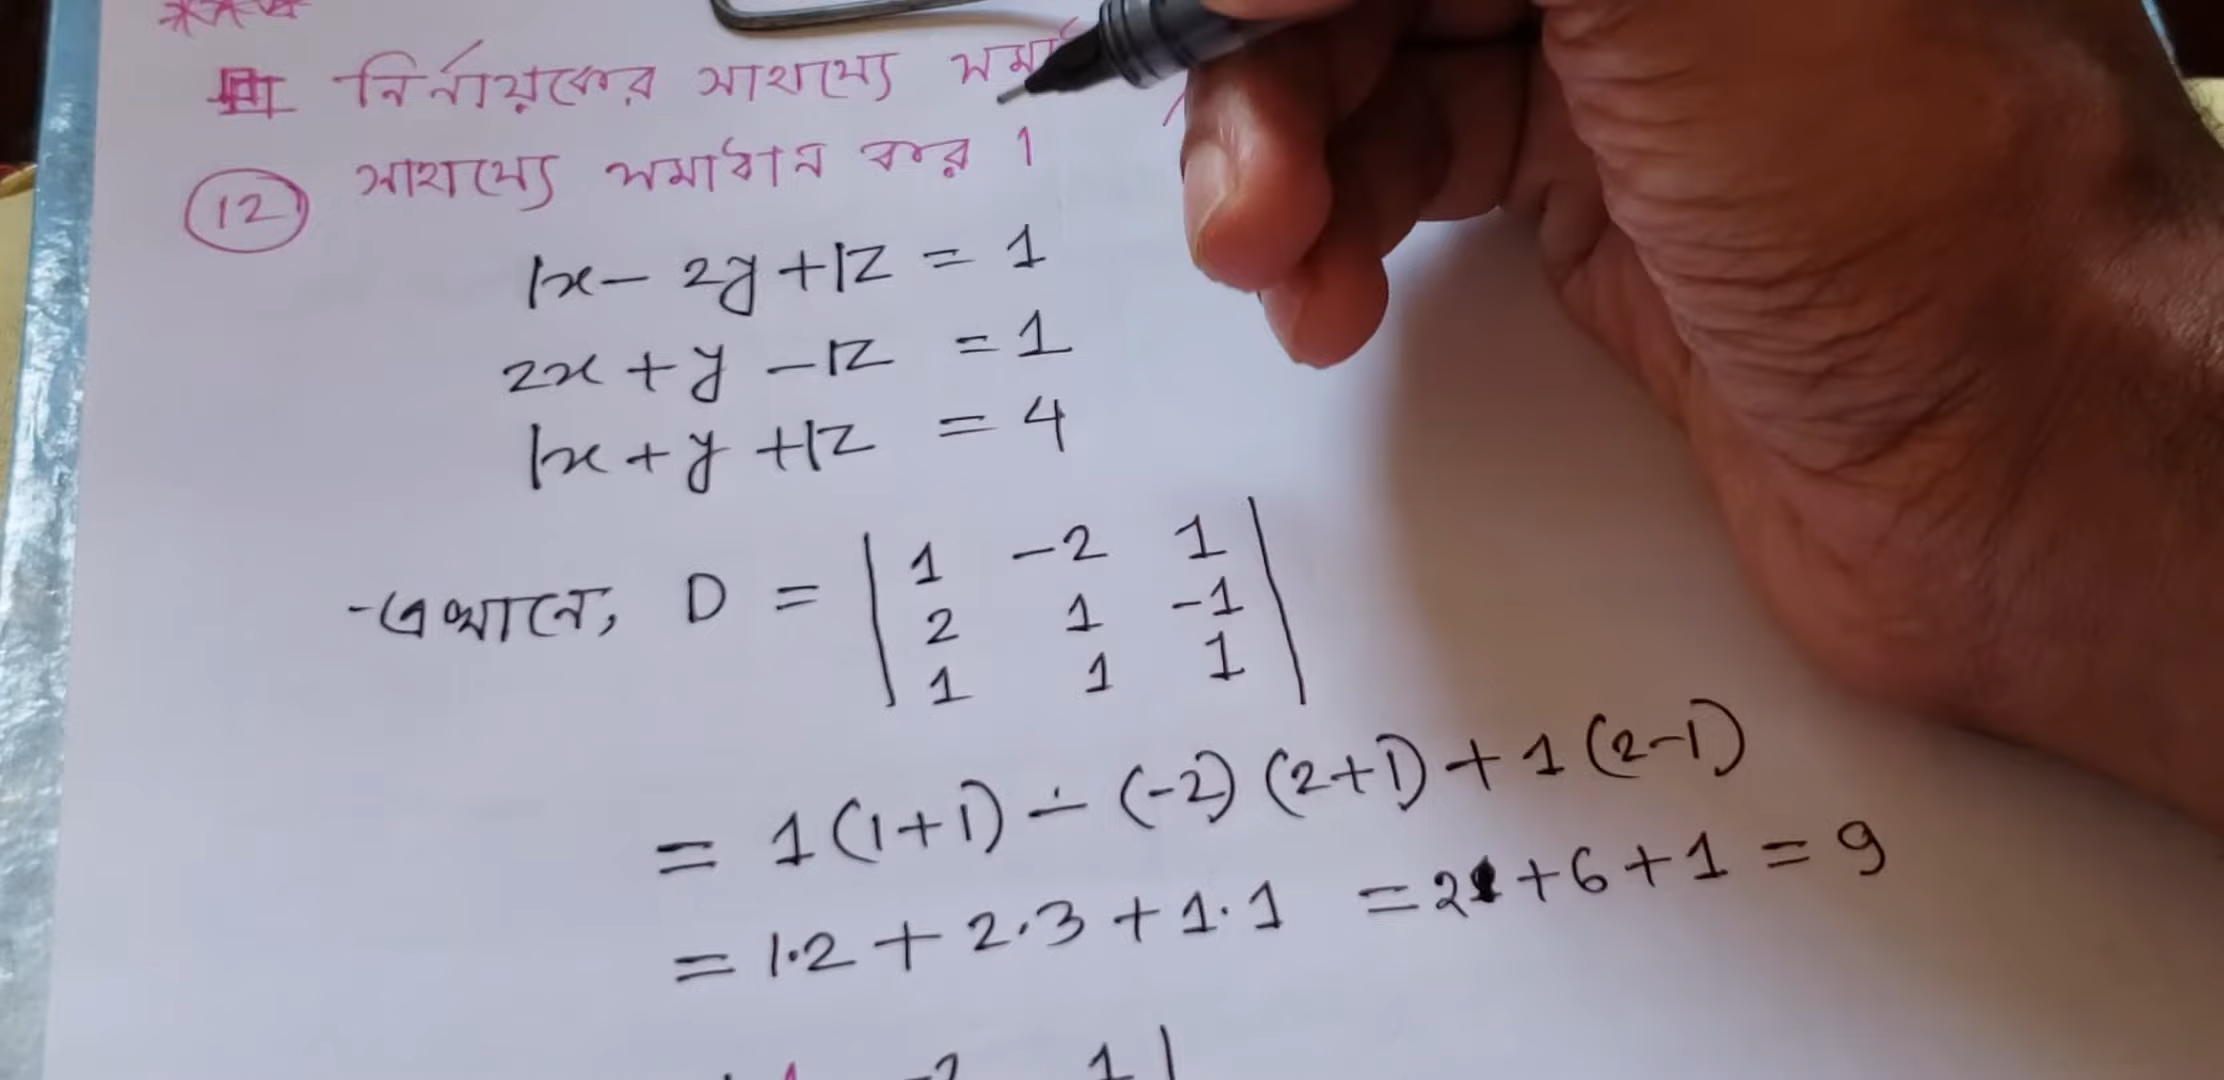 নির্নায়কের সাহায্যে
12 সাহায্যে সমাধান কর ।
1x - 2y + 1z = 1
2x + y - 1z = 1
1x + y + 1z = 4
এখানে, D = | 1 -2 1 |
2 1 -1
1 1 1
= 1(1+1) - (-2)(2+1) + 1(2-1)
= 1·2 + 2·3 + 1·1 = 2 + 6 + 1 = 9
-2 1 |